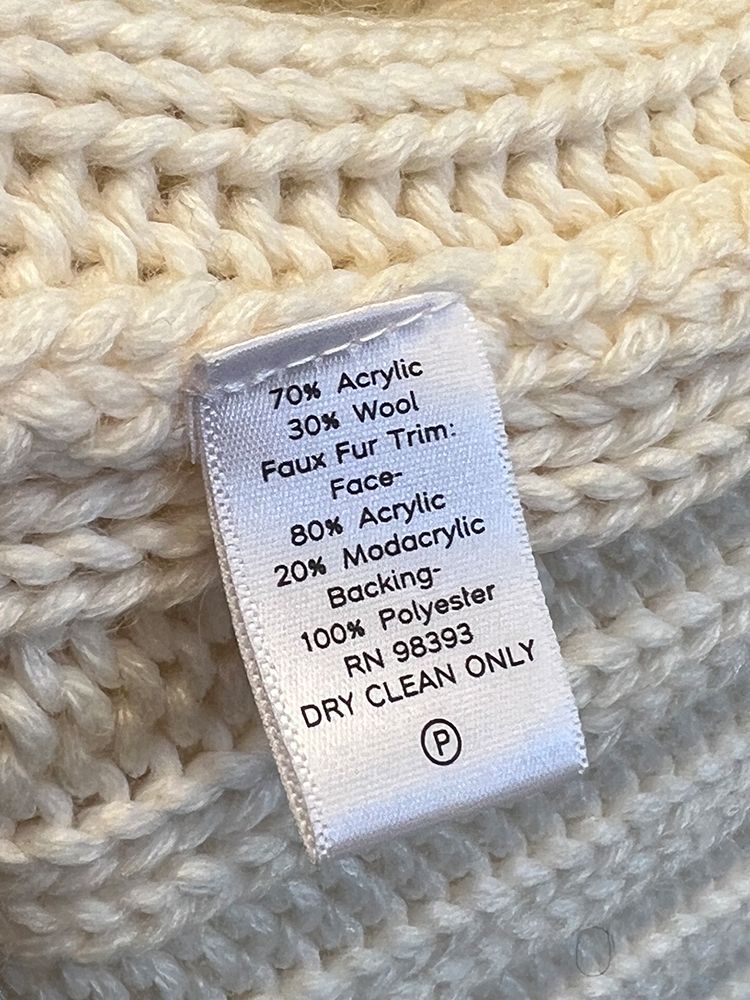 70% Acrylic
30% Wool
Faux Fur Trim:
Face-
80% Acrylic
20% Modacrylic
Backing-
100% Polyester
RN 98393
DRY CLEAN ONLY
P